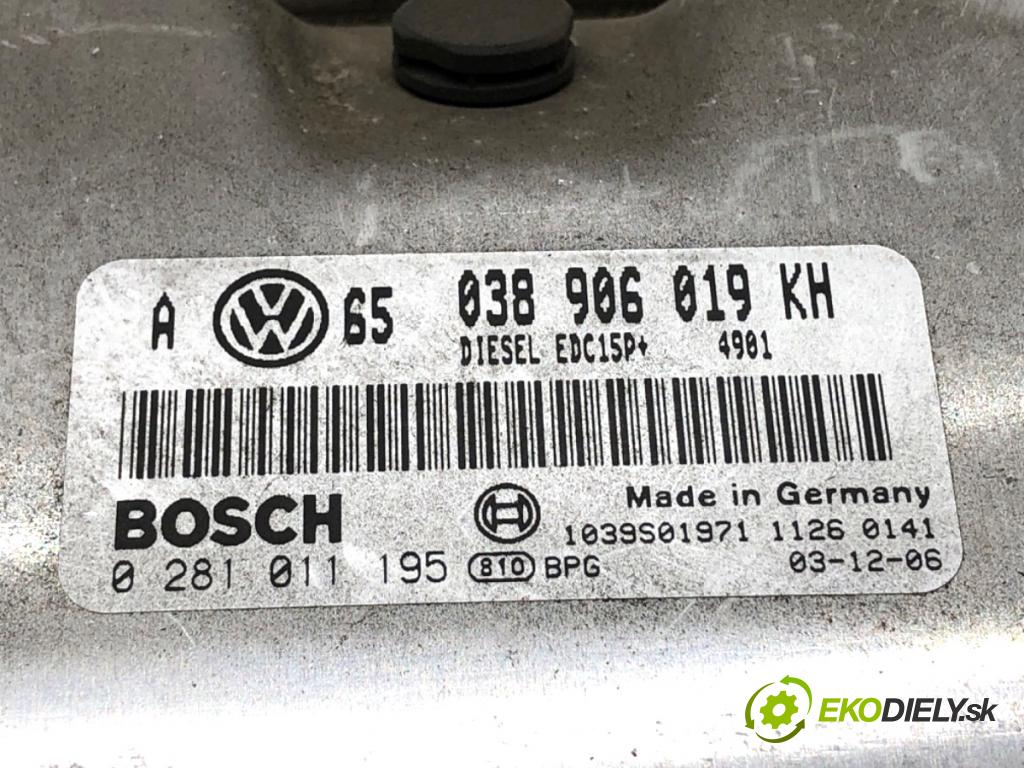 A VW 65 038 906 019 KH
DIESEL EDC15P+ 4901
BOSCH Made in Germany
1039S01971 1126 0141
0 281 011 195 810 BPG 03-12-06
EKODIELY.sk